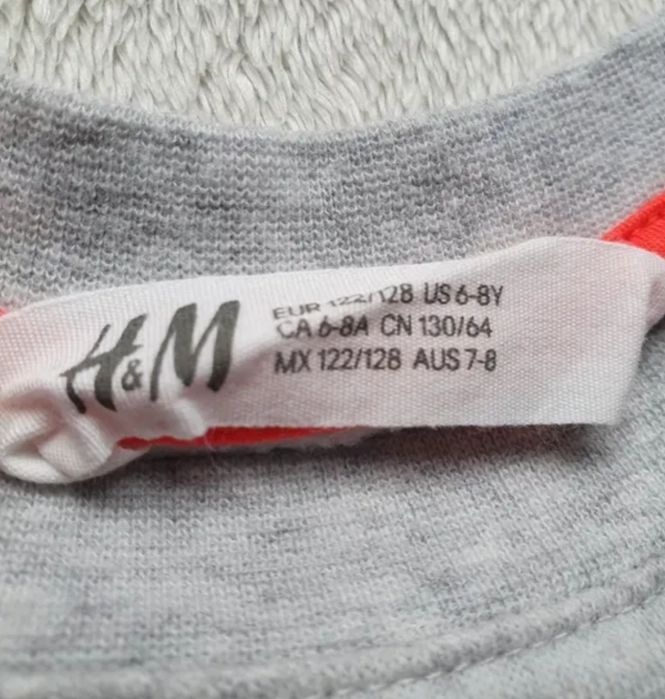 H&M
EUR 122/128 US 6-8Y
CA 6-8A CN 130/64
MX 122/128 AUS 7-8